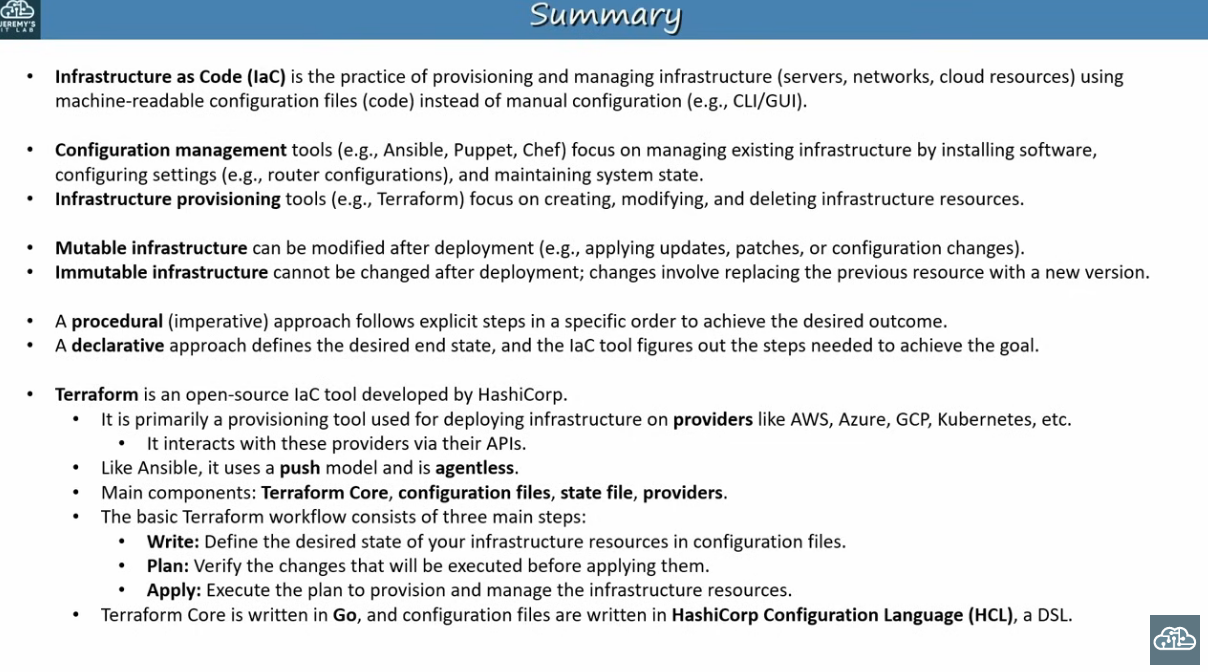 JEREMY'S
IT LAB
Summary
• Infrastructure as Code (IaC) is the practice of provisioning and managing infrastructure (servers, networks, cloud resources) using
machine-readable configuration files (code) instead of manual configuration (e.g., CLI/GUI).
• Configuration management tools (e.g., Ansible, Puppet, Chef) focus on managing existing infrastructure by installing software,
configuring settings (e.g., router configurations), and maintaining system state.
• Infrastructure provisioning tools (e.g., Terraform) focus on creating, modifying, and deleting infrastructure resources.
• Mutable infrastructure can be modified after deployment (e.g., applying updates, patches, or configuration changes).
• Immutable infrastructure cannot be changed after deployment; changes involve replacing the previous resource with a new version.
• A procedural (imperative) approach follows explicit steps in a specific order to achieve the desired outcome.
• A declarative approach defines the desired end state, and the IaC tool figures out the steps needed to achieve the goal.
• Terraform is an open-source IaC tool developed by HashiCorp.
• It is primarily a provisioning tool used for deploying infrastructure on providers like AWS, Azure, GCP, Kubernetes, etc.
• It interacts with these providers via their APIs.
• Like Ansible, it uses a push model and is agentless.
• Main components: Terraform Core, configuration files, state file, providers.
• The basic Terraform workflow consists of three main steps:
• Write: Define the desired state of your infrastructure resources in configuration files.
• Plan: Verify the changes that will be executed before applying them.
• Apply: Execute the plan to provision and manage the infrastructure resources.
• Terraform Core is written in Go, and configuration files are written in HashiCorp Configuration Language (HCL), a DSL.